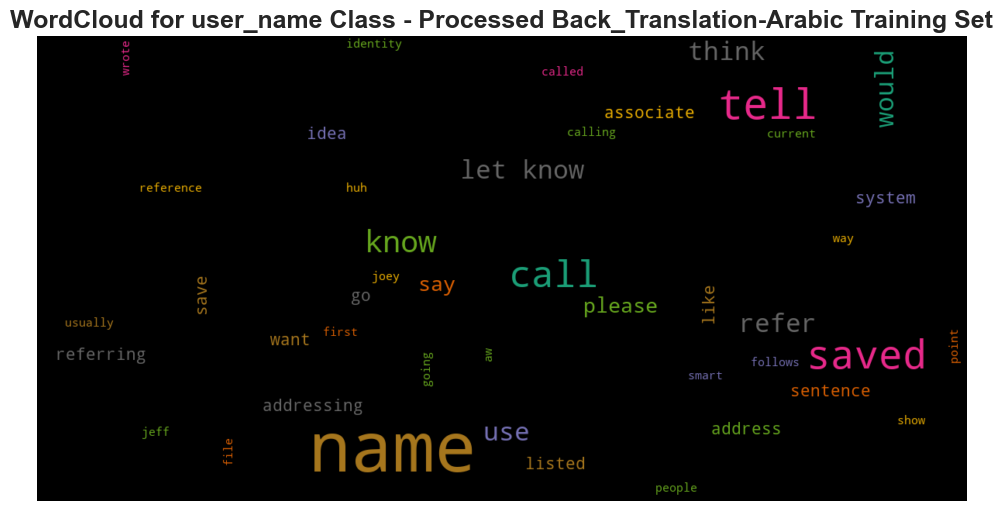 WordCloud for user_name Class - Processed Back_Translation-Arabic Training Set
wrote
identity
think
would
called
tell
associate
idea
calling
current
let know
reference
huh
system
know
way
call
joey
say
save
go
please
like
usually
first
want
refer
referring
going
aw
saved
point
follows
smart
sentence
addressing
name
use
address
show
jeff
file
listed
people